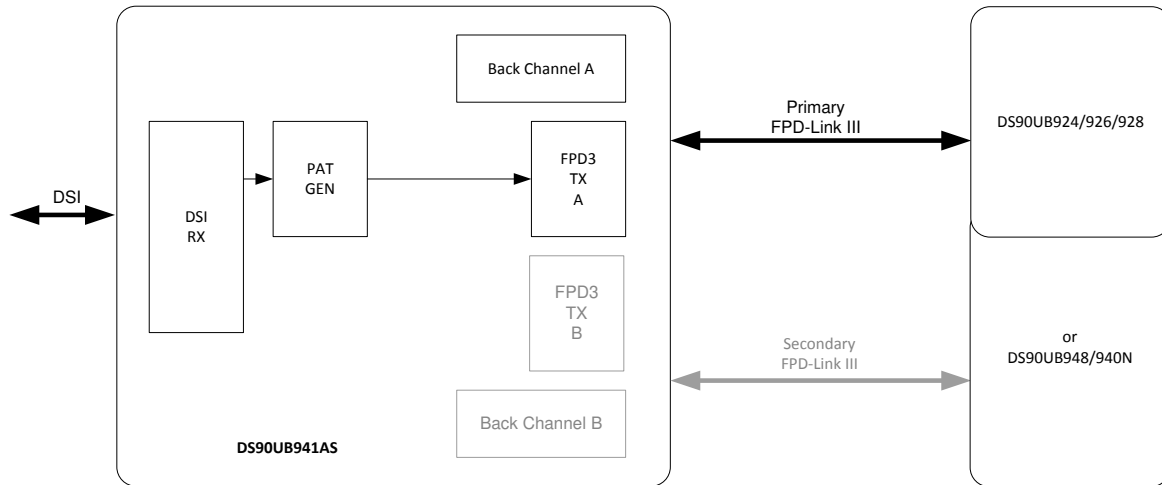 Back Channel A
Primary
FPD-Link III
DS90UB924/926/928
DSI
DSI
RX
PAT
GEN
FPD3
TX
A
FPD3
TX
B
Secondary
FPD-Link III
or
DS90UB948/940N
Back Channel B
DS90UB941AS